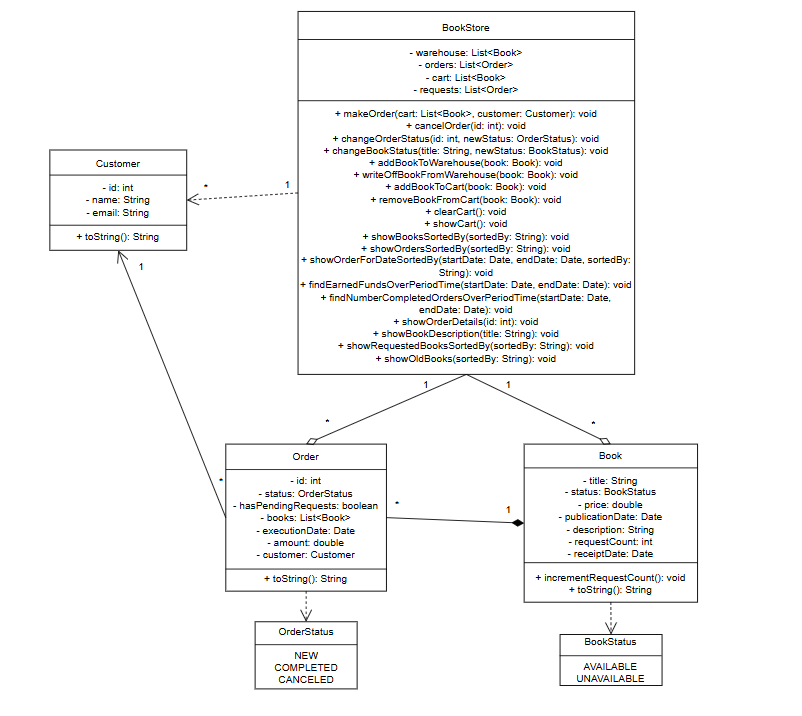 BookStore
- warehouse: List<Book>
- orders: List<Order>
- cart: List<Book>
- requests: List<Order>
+ makeOrder(cart: List<Book>, customer: Customer): void
+ cancelOrder(id: int): void
+ changeOrderStatus(id: int, newStatus: OrderStatus): void
+ changeBookStatus(title: String, newStatus: BookStatus): void
+ addBookToWarehouse(book: Book): void
+ writeOffBookFromWarehouse(book: Book): void
+ addBookToCart(book: Book): void
+ removeBookFromCart(book: Book): void
+ clearCart(): void
+ showCart(): void
+ showBooksSortedBy(sortedBy: String): void
+ showOrdersSortedBy(sortedBy: String): void
+ showOrderForDateSortedBy(startDate: Date, endDate: Date, sortedBy:
String): void
+ findEarnedFundsOverPeriodTime(startDate: Date, endDate: Date): void
+ findNumberCompletedOrdersOverPeriodTime(startDate: Date,
endDate: Date): void
+ showOrderDetails(id: int): void
+ showBookDescription(title: String): void
+ showRequestedBooksSortedBy(sortedBy: String): void
+ showOldBooks(sortedBy: String): void
Customer
- id: int
- name: String
- email: String
+ toString(): String
*
1
1
*
1
1
*
*
Order
- id: int
- status: OrderStatus
- hasPendingRequests: boolean
- books: List<Book>
- executionDate: Date
- amount: double
- customer: Customer
+ toString(): String
*
1
Book
- title: String
- status: BookStatus
- price: double
- publicationDate: Date
- description: String
- requestCount: int
- receiptDate: Date
+ incrementRequestCount(): void
+ toString(): String
OrderStatus
NEW
COMPLETED
CANCELED
BookStatus
AVAILABLE
UNAVAILABLE